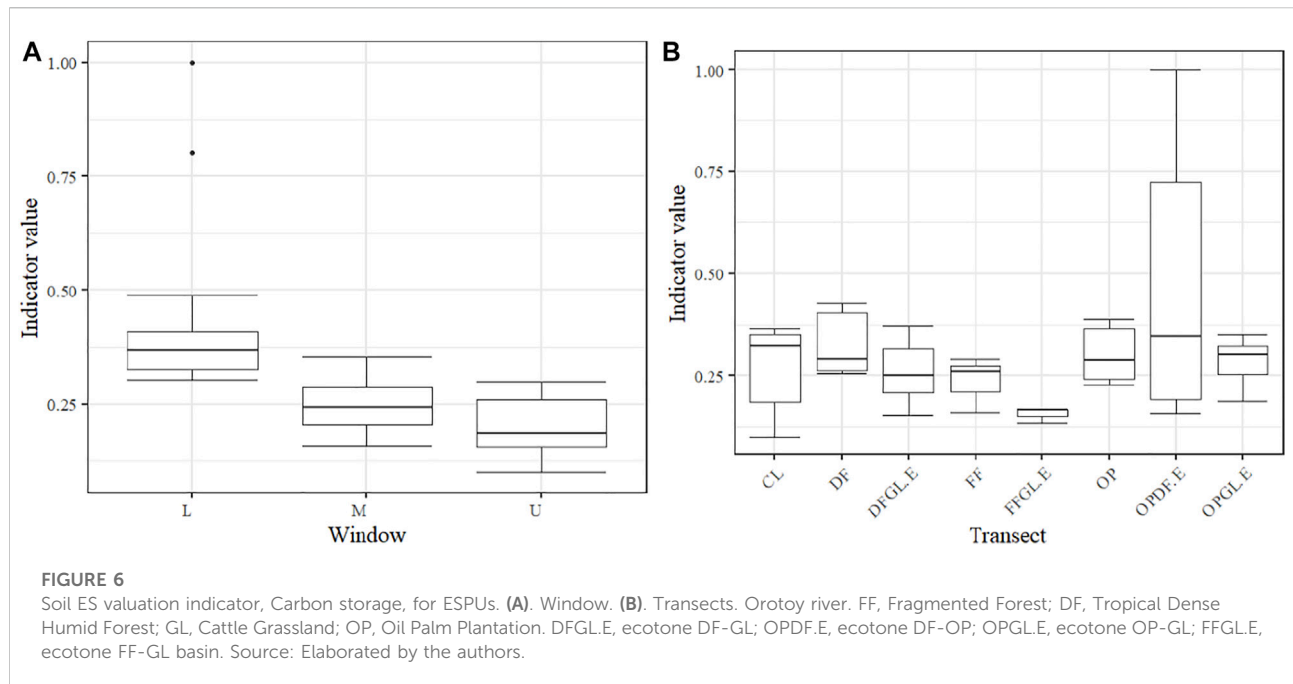 A
1.00
0.75
0.50
0.25
Indicator value
L
M
U
Window
B
1.00
0.75
0.50
0.25
Indicator value
CL
DF
DFGL.E
FF
FFGL.E
OP
OPDF.E
OPGL.E
Transect
FIGURE 6
Soil ES valuation indicator, Carbon storage, for ESPUs. (A). Window. (B). Transects. Orotoy river. FF, Fragmented Forest; DF, Tropical Dense
Humid Forest; GL, Cattle Grassland; OP, Oil Palm Plantation. DFGL.E, ecotone DF-GL; OPDF.E, ecotone DF-OP; OPGL.E, ecotone OP-GL; FFGL.E,
ecotone FF-GL basin. Source: Elaborated by the authors.